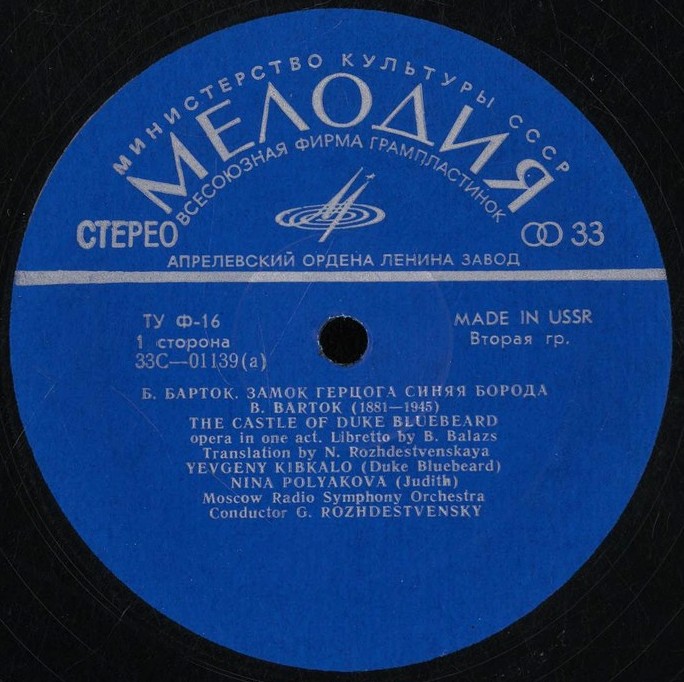 МИНИСТЕРСТВО КУЛЬТУРЫ СССР
МЕЛОДИЯ
ВСЕСОЮЗНАЯ ФИРМА ГРАМПЛАСТИНОК
СТЕРЕО
33
АПРЕЛЕВСКИЙ ОРДЕНА ЛЕНИНА ЗАВОД
ТУ Ф-16
MADE IN USSR
1 сторона
Вторая гр.
33С—01139(а)
Б. БАРТОК. ЗАМОК ГЕРЦОГА СИНЯЯ БОРОДА
B. BARTOK (1881—1945)
THE CASTLE OF DUKE BLUEBEARD
opera in one act. Libretto by B. Balazs
Translation by N. Rozhdestvenskaya
YEVGENY KIBKALO (Duke Bluebeard)
NINA POLYAKOVA (Judith)
Moscow Radio Symphony Orchestra
Conductor G. ROZHDESTVENSKY